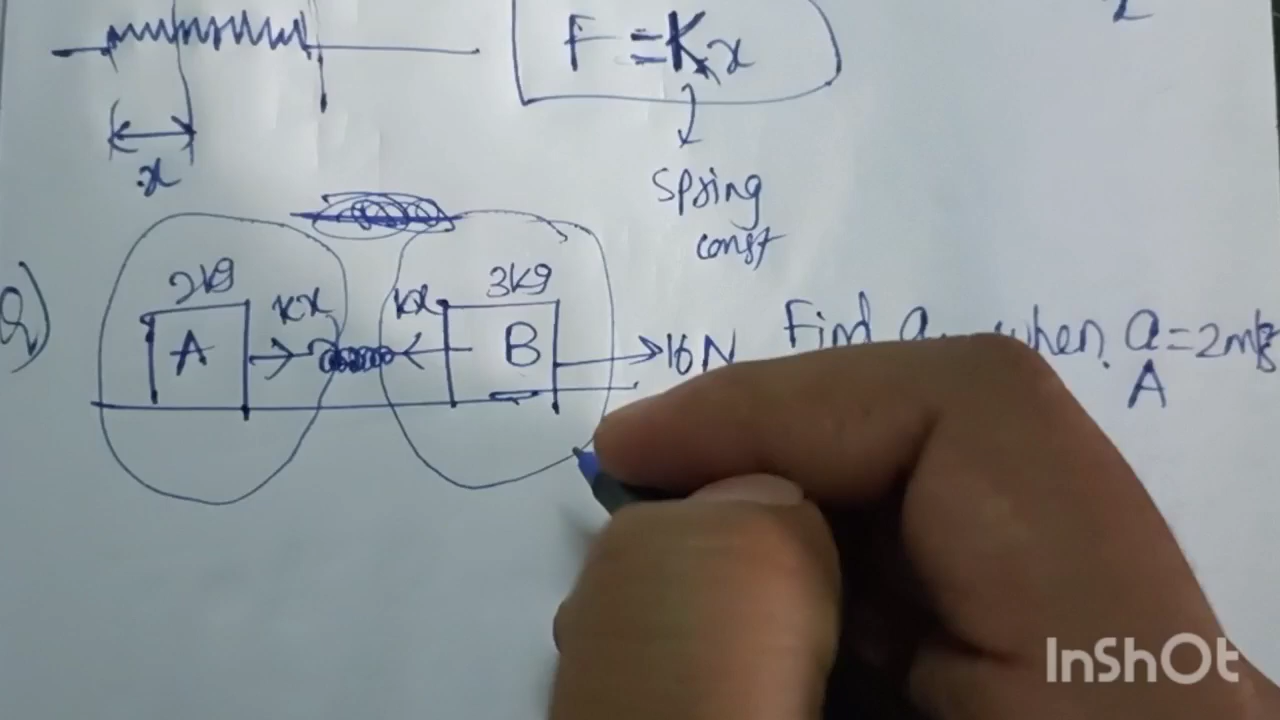 F = Kx
x
Spring
const
Q)
2kg
3kg
Kx
Kx
A
B
16N
Find a when a = 2m/s
A
InShOt